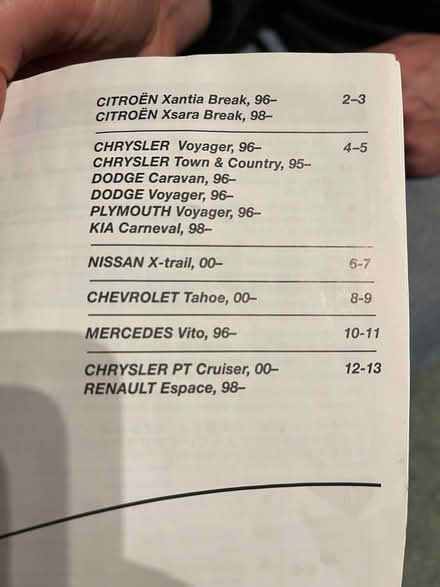 CITROËN Xantia Break, 96– 2–3
CITROËN Xsara Break, 98–
CHRYSLER Voyager, 96– 4–5
CHRYSLER Town & Country, 95–
DODGE Caravan, 96–
DODGE Voyager, 96–
PLYMOUTH Voyager, 96–
KIA Carneval, 98–
NISSAN X-trail, 00– 6-7
CHEVROLET Tahoe, 00– 8-9
MERCEDES Vito, 96– 10-11
CHRYSLER PT Cruiser, 00– 12-13
RENAULT Espace, 98–